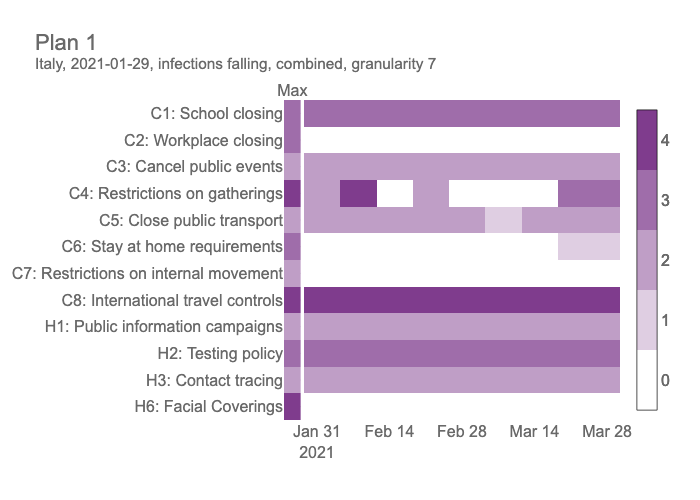 Plan 1
Italy, 2021-01-29, infections falling, combined, granularity 7
Max
C1: School closing
C2: Workplace closing
C3: Cancel public events
C4: Restrictions on gatherings
C5: Close public transport
C6: Stay at home requirements
C7: Restrictions on internal movement
C8: International travel controls
H1: Public information campaigns
H2: Testing policy
H3: Contact tracing
H6: Facial Coverings
Jan 31 Feb 14 Feb 28 Mar 14 Mar 28
2021
4
3
2
1
0